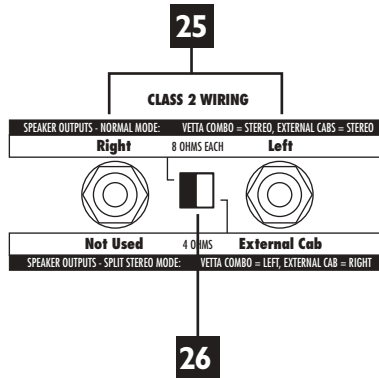 25
CLASS 2 WIRING
SPEAKER OUTPUTS - NORMAL MODE: VETTA COMBO = STEREO, EXTERNAL CABS = STEREO
Right 8 OHMS EACH Left
Not Used 4 OHMS External Cab
SPEAKER OUTPUTS - SPLIT STEREO MODE: VETTA COMBO = LEFT, EXTERNAL CAB = RIGHT
26